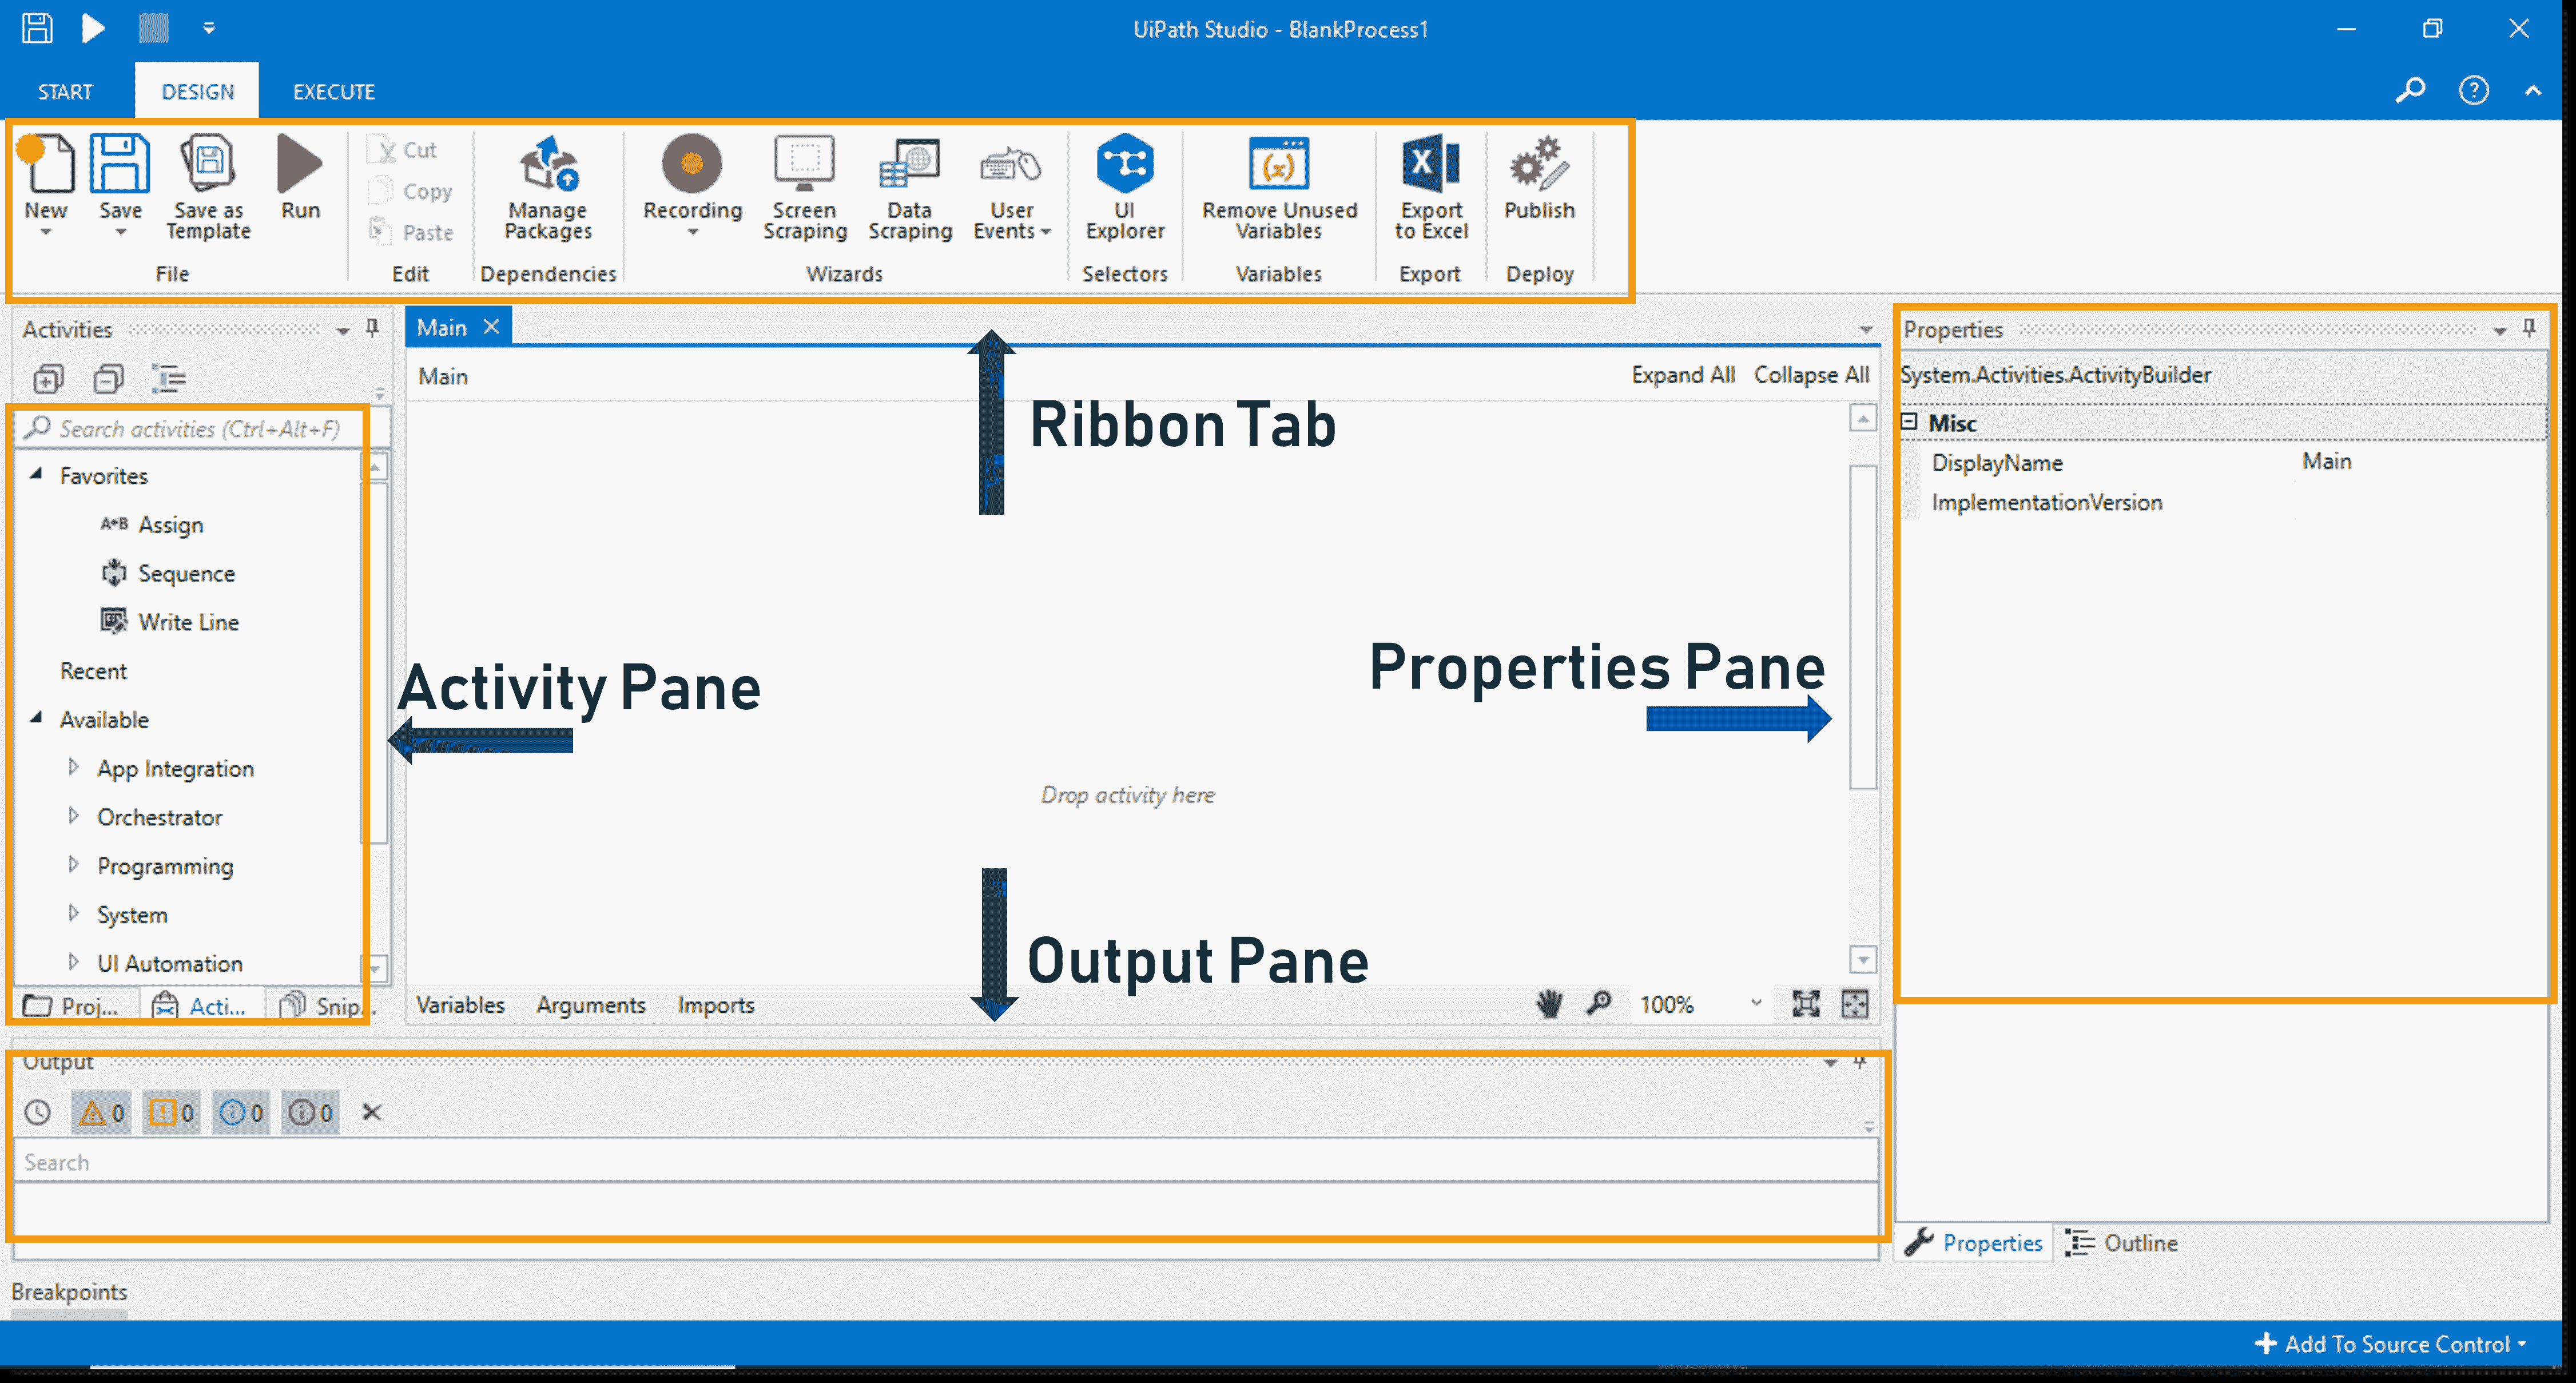 UiPath Studio - BlankProcess1
START DESIGN EXECUTE
New
Save
Save as
Template
Run
File
Cut
Copy
Paste
Edit
Manage
Packages
Dependencies
Recording
Screen
Scraping
Data
Scraping
User
Events
Wizards
UI
Explorer
Selectors
Remove Unused
Variables
Variables
Export
to Excel
Export
Publish
Deploy
Activities
Search activities (Ctrl+Alt+F)
Favorites
A+B Assign
Sequence
Write Line
Recent
Available
App Integration
Orchestrator
Programming
System
UI Automation
Proj... Acti... Snip...
Main
Main Expand All Collapse All
Ribbon Tab
Activity Pane
Properties Pane
Drop activity here
Output Pane
Variables Arguments Imports 100%
Properties
System.Activities.ActivityBuilder
Misc
DisplayName Main
ImplementationVersion
Output
0 0 0 0
Search
Properties Outline
Breakpoints
Add To Source Control